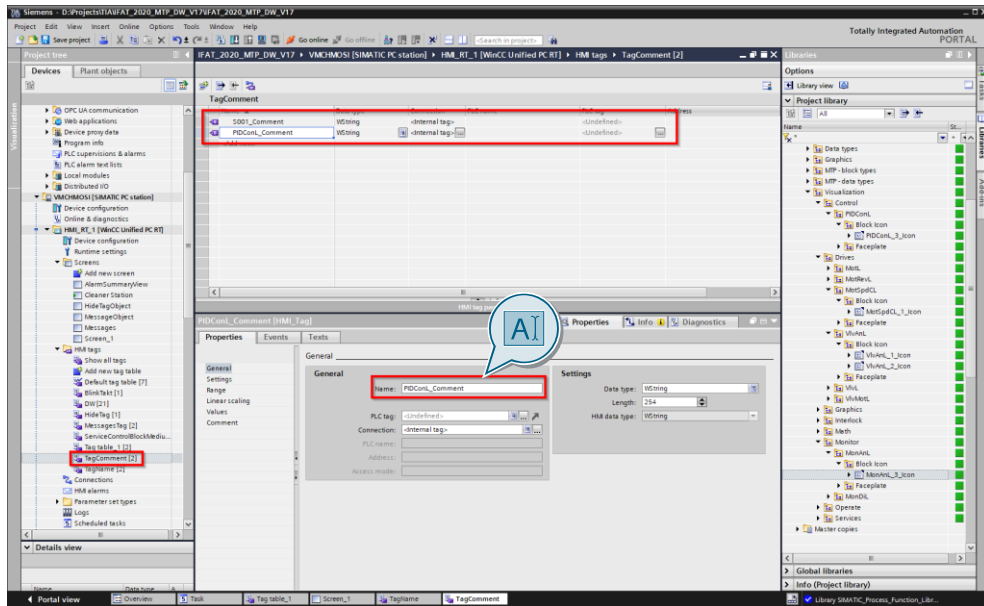 Siemens - D:\Projects\TIA\IFAT_2020_MTP_DW_V17\IFAT_2020_MTP_DW_V17
Project Edit View Insert Online Options Tools Window Help
Save project
Go online
Go offline
<Search in project>
Totally Integrated Automation
PORTAL
Project tree
Devices
Plant objects
Visualization
OPC UA communication
Web applications
Device proxy data
Program info
PLC supervisions & alarms
PLC alarm text lists
Local modules
Distributed I/O
VMCHMOSI [SIMATIC PC station]
Device configuration
Online & diagnostics
HMI_RT_1 [WinCC Unified PC RT]
Device configuration
Runtime settings
Screens
Add new screen
AlarmSummaryView
Cleaner Station
HideTagObject
MessageObject
Messages
Screen_1
HMI tags
Show all tags
Add new tag table
Default tag table [7]
BlinkTakt [1]
DW [21]
HideTag [1]
MessagesTag [2]
ServiceControlBlockMediu...
Tag table_1 [2]
TagComment [2]
TagName [2]
Connections
HMI alarms
Parameter set types
Logs
Scheduled tasks
Details view
Name
Data type
IFAT_2020_MTP_DW_V17 VMCHMOSI [SIMATIC PC station] HMI_RT_1 [WinCC Unified PC RT] HMI tags TagComment [2]
TagComment
S001_Comment WString <Internal tag> <Undefined>
PIDConL_Comment WString <Internal tag> <Undefined>
PIDConL_Comment [HMI_Tag]
Properties Info Diagnostics
Properties Events Texts
General
Settings
Range
Linear scaling
Values
Comment
General
General
Name: PIDConL_Comment
PLC tag: <Undefined>
Connection: <Internal tag>
PLC name:
Address:
Access mode:
Settings
Data type: WString
Length: 254
HMI data type: WString
A
Libraries
Options
Library view
Project library
All
Name
St...
Data types
Graphics
MTP - block types
MTP - data types
Visualization
Control
PIDConL
Block Icon
PIDConL_3_Icon
Faceplate
Drives
MotL
MotRevL
MotSpdCL
Block Icon
MotSpdCL_1_Icon
Faceplate
VlvAnL
Block Icon
VlvAnL_1_Icon
VlvAnL_2_Icon
Faceplate
VlvL
VlvMotL
Graphics
Interlock
Math
Monitor
MonAnL
Block Icon
MonAnL_3_Icon
Faceplate
MonDiL
Operate
Services
Master copies
Global libraries
Info (Project library)
Tasks
Libraries
Add-ins
Portal view
Overview
Task
Tag table_1
Screen_1
TagName
TagComment
Library SIMATIC_Process_Function_Libr...